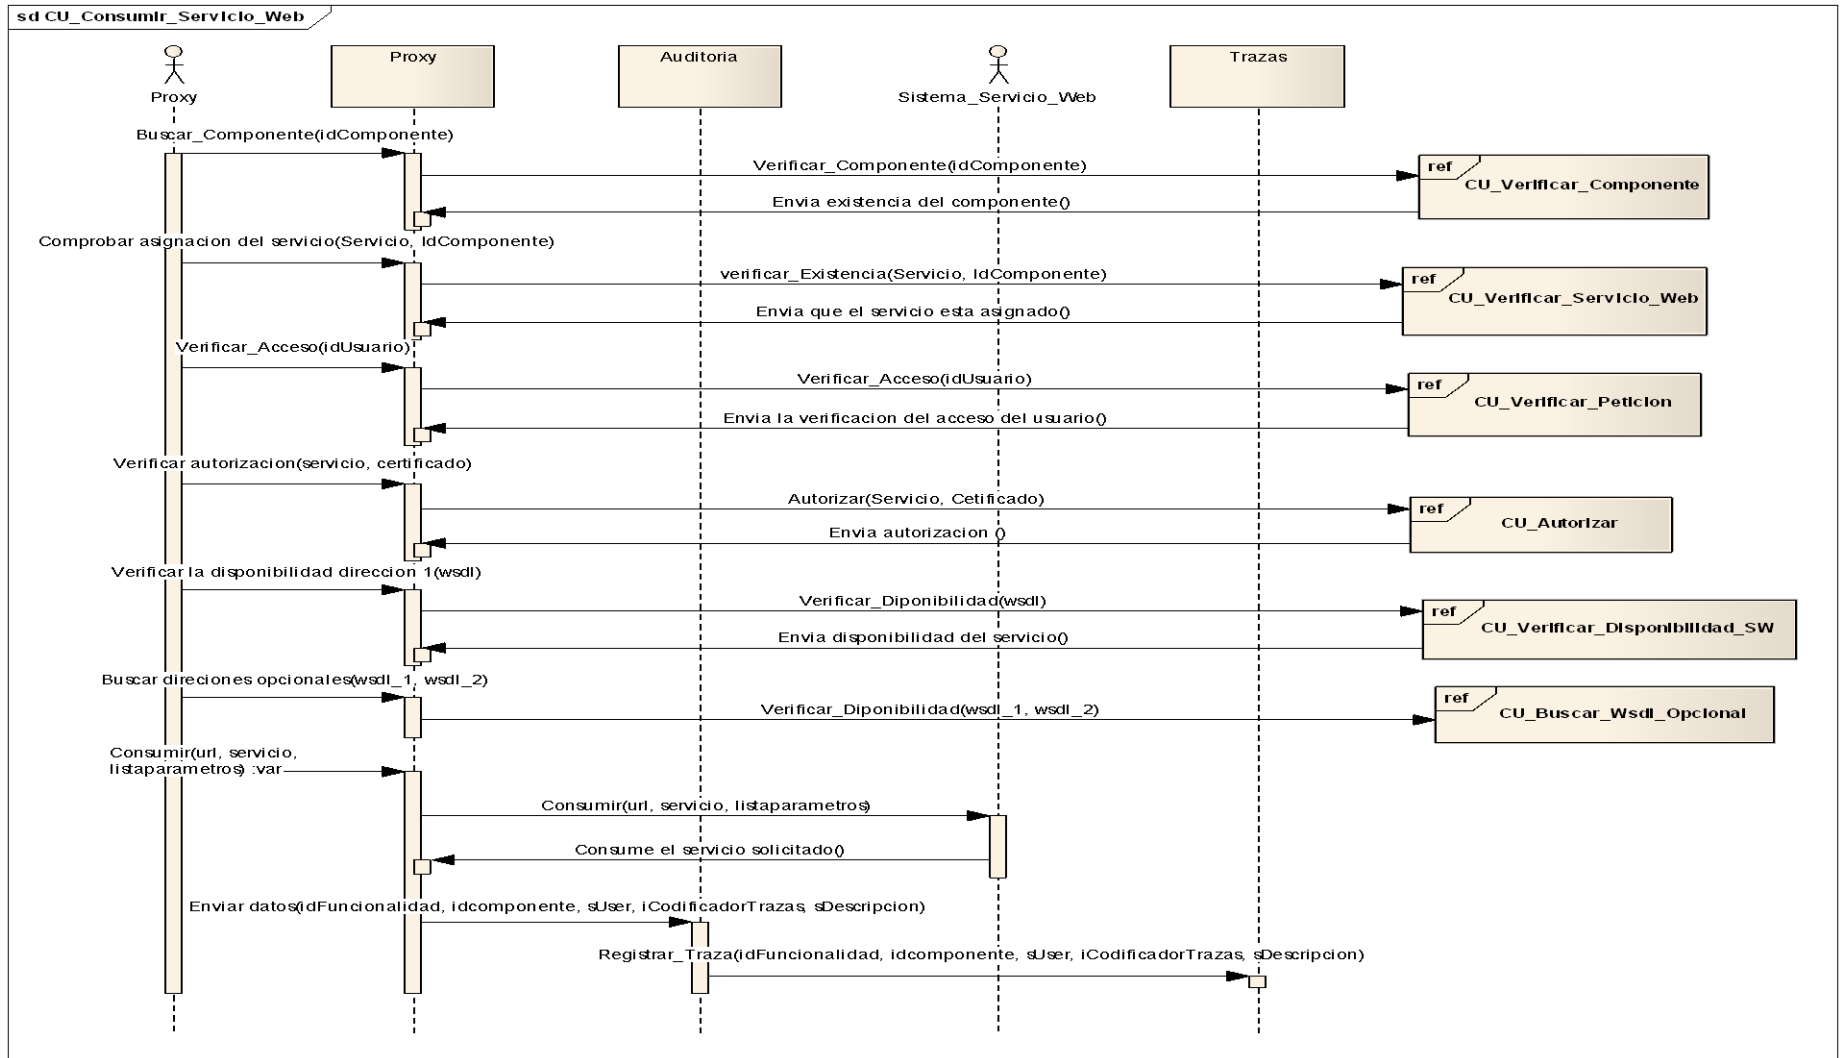 sd CU_Consumir_Servicio_Web
Proxy
Proxy
Auditoria
Sistema_Servicio_Web
Trazas
Buscar_Componente(idComponente)
Verificar_Componente(idComponente)
ref
CU_Verificar_Componente
Envia existencia del componente()
Comprobar asignacion del servicio(Servicio, IdComponente)
verificar_Existencia(Servicio, IdComponente)
ref
CU_Verificar_Servicio_Web
Envia que el servicio esta asignado()
Verificar_Acceso(idUsuario)
Verificar_Acceso(idUsuario)
ref
CU_Verificar_Peticion
Envia la verificacion del acceso del usuario()
Verificar autorizacion(servicio, certificado)
Autorizar(Servicio, Cetificado)
ref
CU_Autorizar
Envia autorizacion ()
Verificar la disponibilidad direccion 1(wsdl)
Verificar_Diponibilidad(wsdl)
ref
CU_Verificar_Disponibilidad_SW
Envia disponibilidad del servicio()
Buscar direciones opcionales(wsdl_1, wsdl_2)
Verificar_Diponibilidad(wsdl_1, wsdl_2)
ref
CU_Buscar_Wsdl_Opcional
Consumir(url, servicio,
listaparametros) :var
Consumir(url, servicio, listaparametros)
Consume el servicio solicitado()
Enviar datos(idFuncionalidad, idcomponente, sUser, iCodificadorTrazas, sDescripcion)
Registrar_Traza(idFuncionalidad, idcomponente, sUser, iCodificadorTrazas, sDescripcion)